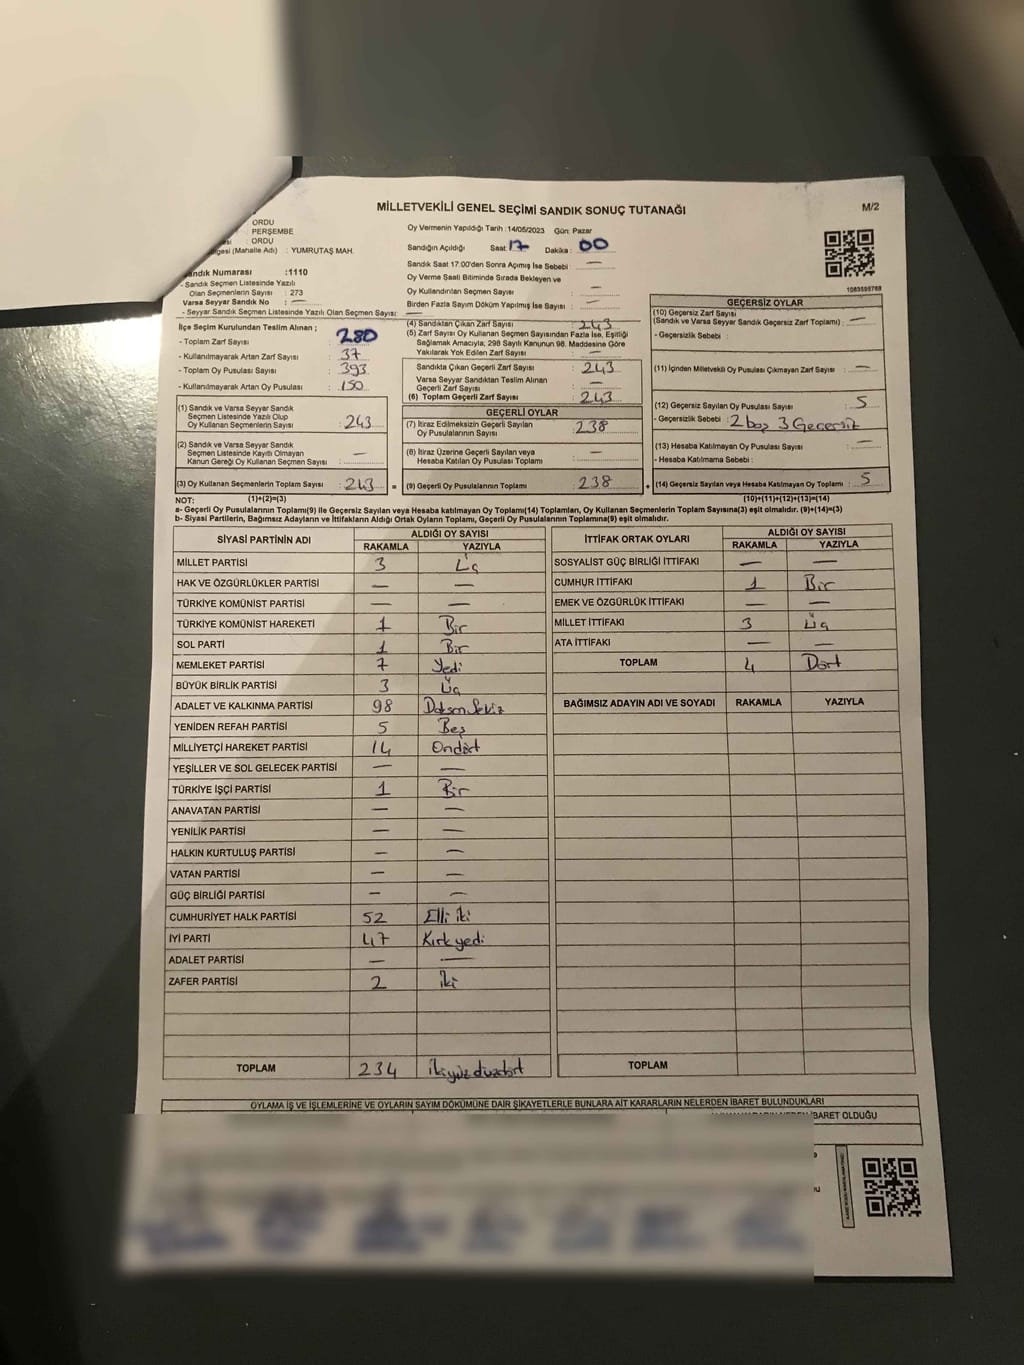 MİLLETVEKİLİ GENEL SEÇİMİ SANDIK SONUÇ TUTANAĞI
M/2
ORDU
PERŞEMBE
: ORDU
(Mahalle Adı) : YUMRUTAŞ MAH.
Sandık Numarası :1110
- Sandık Seçmen Listesinde Yazılı
Olan Seçmenlerin Sayısı : 273
Varsa Seyyar Sandık No : —
- Seyyar Sandık Seçmen Listesinde Yazılı Olan Seçmen Sayısı: —
Oy Vermenin Yapıldığı Tarih : 14/05/2023 Gün: Pazar
Sandığın Açıldığı Saat : 17 Dakika : 00
Sandık Saat 17:00'den Sonra Açılmış İse Sebebi : —
Oy Verme Saati Bitiminde Sırada Bekleyen ve
Oy Kullandırılan Seçmen Sayısı : —
Birden Fazla Sayım Döküm Yapılmış İse Sayısı : —
1083599768
İlçe Seçim Kurulundan Teslim Alınan ;
- Toplam Zarf Sayısı : 280
- Kullanılmayarak Artan Zarf Sayısı : 37
- Toplam Oy Pusulası Sayısı : 393
- Kullanılmayarak Artan Oy Pusulası : 150
(1) Sandık ve Varsa Seyyar Sandık
Seçmen Listesinde Yazılı Olup
Oy Kullanan Seçmenlerin Sayısı : 243
(2) Sandık ve Varsa Seyyar Sandık
Seçmen Listesinde Kayıtlı Olmayan
Kanun Gereği Oy Kullanan Seçmen Sayısı : —
(3) Oy Kullanan Seçmenlerin Toplam Sayısı : 243 =
(4) Sandıktan Çıkan Zarf Sayısı : 243
(5) Zarf Sayısı Oy Kullanan Seçmen Sayısından Fazla İse, Eşitliği
Sağlamak Amacıyla, 298 Sayılı Kanunun 98. Maddesine Göre
Yakılarak Yok Edilen Zarf Sayısı : —
Sandıkta Çıkan Geçerli Zarf Sayısı : 243
Varsa Seyyar Sandıktan Teslim Alınan
Geçerli Zarf Sayısı : —
(6) Toplam Geçerli Zarf Sayısı : 243
GEÇERLİ OYLAR
(7) İtiraz Edilmeksizin Geçerli Sayılan
Oy Pusulalarının Sayısı : 238
(8) İtiraz Üzerine Geçerli Sayılan veya
Hesaba Katılan Oy Pusulası Toplamı : —
(9) Geçerli Oy Pusulalarının Toplamı : 238 +
GEÇERSİZ OYLAR
(10) Geçersiz Zarf Sayısı
(Sandık ve Varsa Seyyar Sandık Geçersiz Zarf Toplamı) : —
- Geçersizlik Sebebi :
(11) İçinden Milletvekili Oy Pusulası Çıkmayan Zarf Sayısı : —
(12) Geçersiz Sayılan Oy Pusulası Sayısı : 5
- Geçersizlik Sebebi : 2 boş 3 Geçersiz
(13) Hesaba Katılmayan Oy Pusulası Sayısı : —
- Hesaba Katılmama Sebebi :
(14) Geçersiz Sayılan veya Hesaba Katılmayan Oy Toplamı : 5
NOT: (1)+(2)=(3) (10)+(11)+(12)+(13)=(14)
a- Geçerli Oy Pusulalarının Toplamı(9) ile Geçersiz Sayılan veya Hesaba katılmayan Oy Toplamı(14) Toplamları, Oy Kullanan Seçmenlerin Toplam Sayısına(3) eşit olmalıdır. (9)+(14)=(3)
b- Siyasi Partilerin, Bağımsız Adayların ve İttifakların Aldığı Ortak Oyların Toplamı, Geçerli Oy Pusulalarının Toplamına(9) eşit olmalıdır.
SİYASİ PARTİNİN ADI ALDIĞI OY SAYISI
RAKAMLA YAZIYLA
MİLLET PARTİSİ 3 Üç
HAK VE ÖZGÜRLÜKLER PARTİSİ — —
TÜRKİYE KOMÜNİST PARTİSİ — —
TÜRKİYE KOMÜNİST HAREKETİ 1 Bir
SOL PARTİ 1 Bir
MEMLEKET PARTİSİ 7 Yedi
BÜYÜK BİRLİK PARTİSİ 3 Üç
ADALET VE KALKINMA PARTİSİ 98 Doksan Sekiz
YENİDEN REFAH PARTİSİ 5 Beş
MİLLİYETÇİ HAREKET PARTİSİ 14 Ondört
YEŞİLLER VE SOL GELECEK PARTİSİ — —
TÜRKİYE İŞÇİ PARTİSİ 1 Bir
ANAVATAN PARTİSİ — —
YENİLİK PARTİSİ — —
HALKIN KURTULUŞ PARTİSİ — —
VATAN PARTİSİ — —
GÜÇ BİRLİĞİ PARTİSİ — —
CUMHURİYET HALK PARTİSİ 52 Elli iki
İYİ PARTİ 47 Kırk yedi
ADALET PARTİSİ — —
ZAFER PARTİSİ 2 İki
TOPLAM 234 ikiyüz otuzdört
İTTİFAK ORTAK OYLARI ALDIĞI OY SAYISI
RAKAMLA YAZIYLA
SOSYALİST GÜÇ BİRLİĞİ İTTİFAKI — —
CUMHUR İTTİFAKI 1 Bir
EMEK VE ÖZGÜRLÜK İTTİFAKI — —
MİLLET İTTİFAKI 3 Üç
ATA İTTİFAKI — —
TOPLAM 4 Dört
BAĞIMSIZ ADAYIN ADI VE SOYADI RAKAMLA YAZIYLA
TOPLAM
OYLAMA İŞ VE İŞLEMLERİNE VE OYLARIN SAYIM DÖKÜMÜNE DAİR ŞİKAYETLERLE BUNLARA AİT KARARLARIN NELERDEN İBARET BULUNDUKLARI
İBARET OLDUĞU